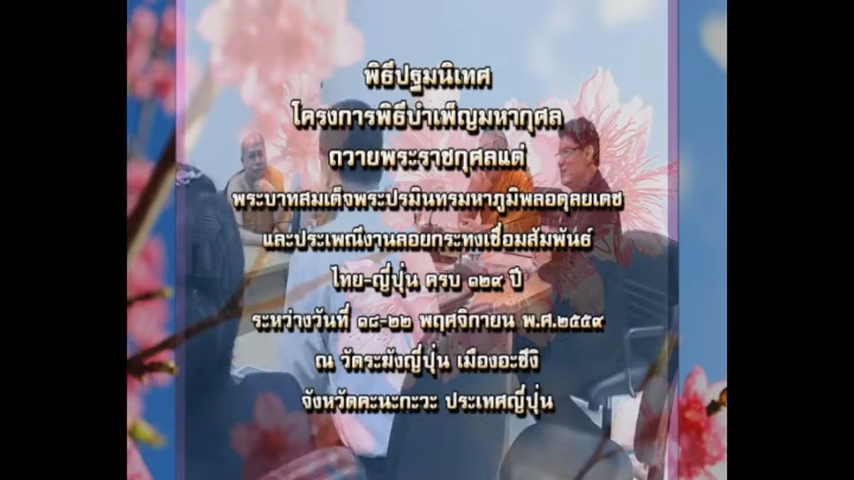 พิธีปฐมนิเทศ
โครงการพิธีบำเพ็ญมหากุศล
ถวายพระราชกุศลแด่
พระบาทสมเด็จพระปรมินทรมหาภูมิพลอดุลยเดช
และประเพณีงานลอยกระทงเชื่อมสัมพันธ์
ไทย-ญี่ปุ่น ครบ ๑๒๙ ปี
ระหว่างวันที่ ๑๘-๒๒ พฤศจิกายน พ.ศ.๒๕๕๙
ณ วัดระฆังญี่ปุ่น เมืองอะซึงิ
จังหวัดคะนะกะวะ ประเทศญี่ปุ่น